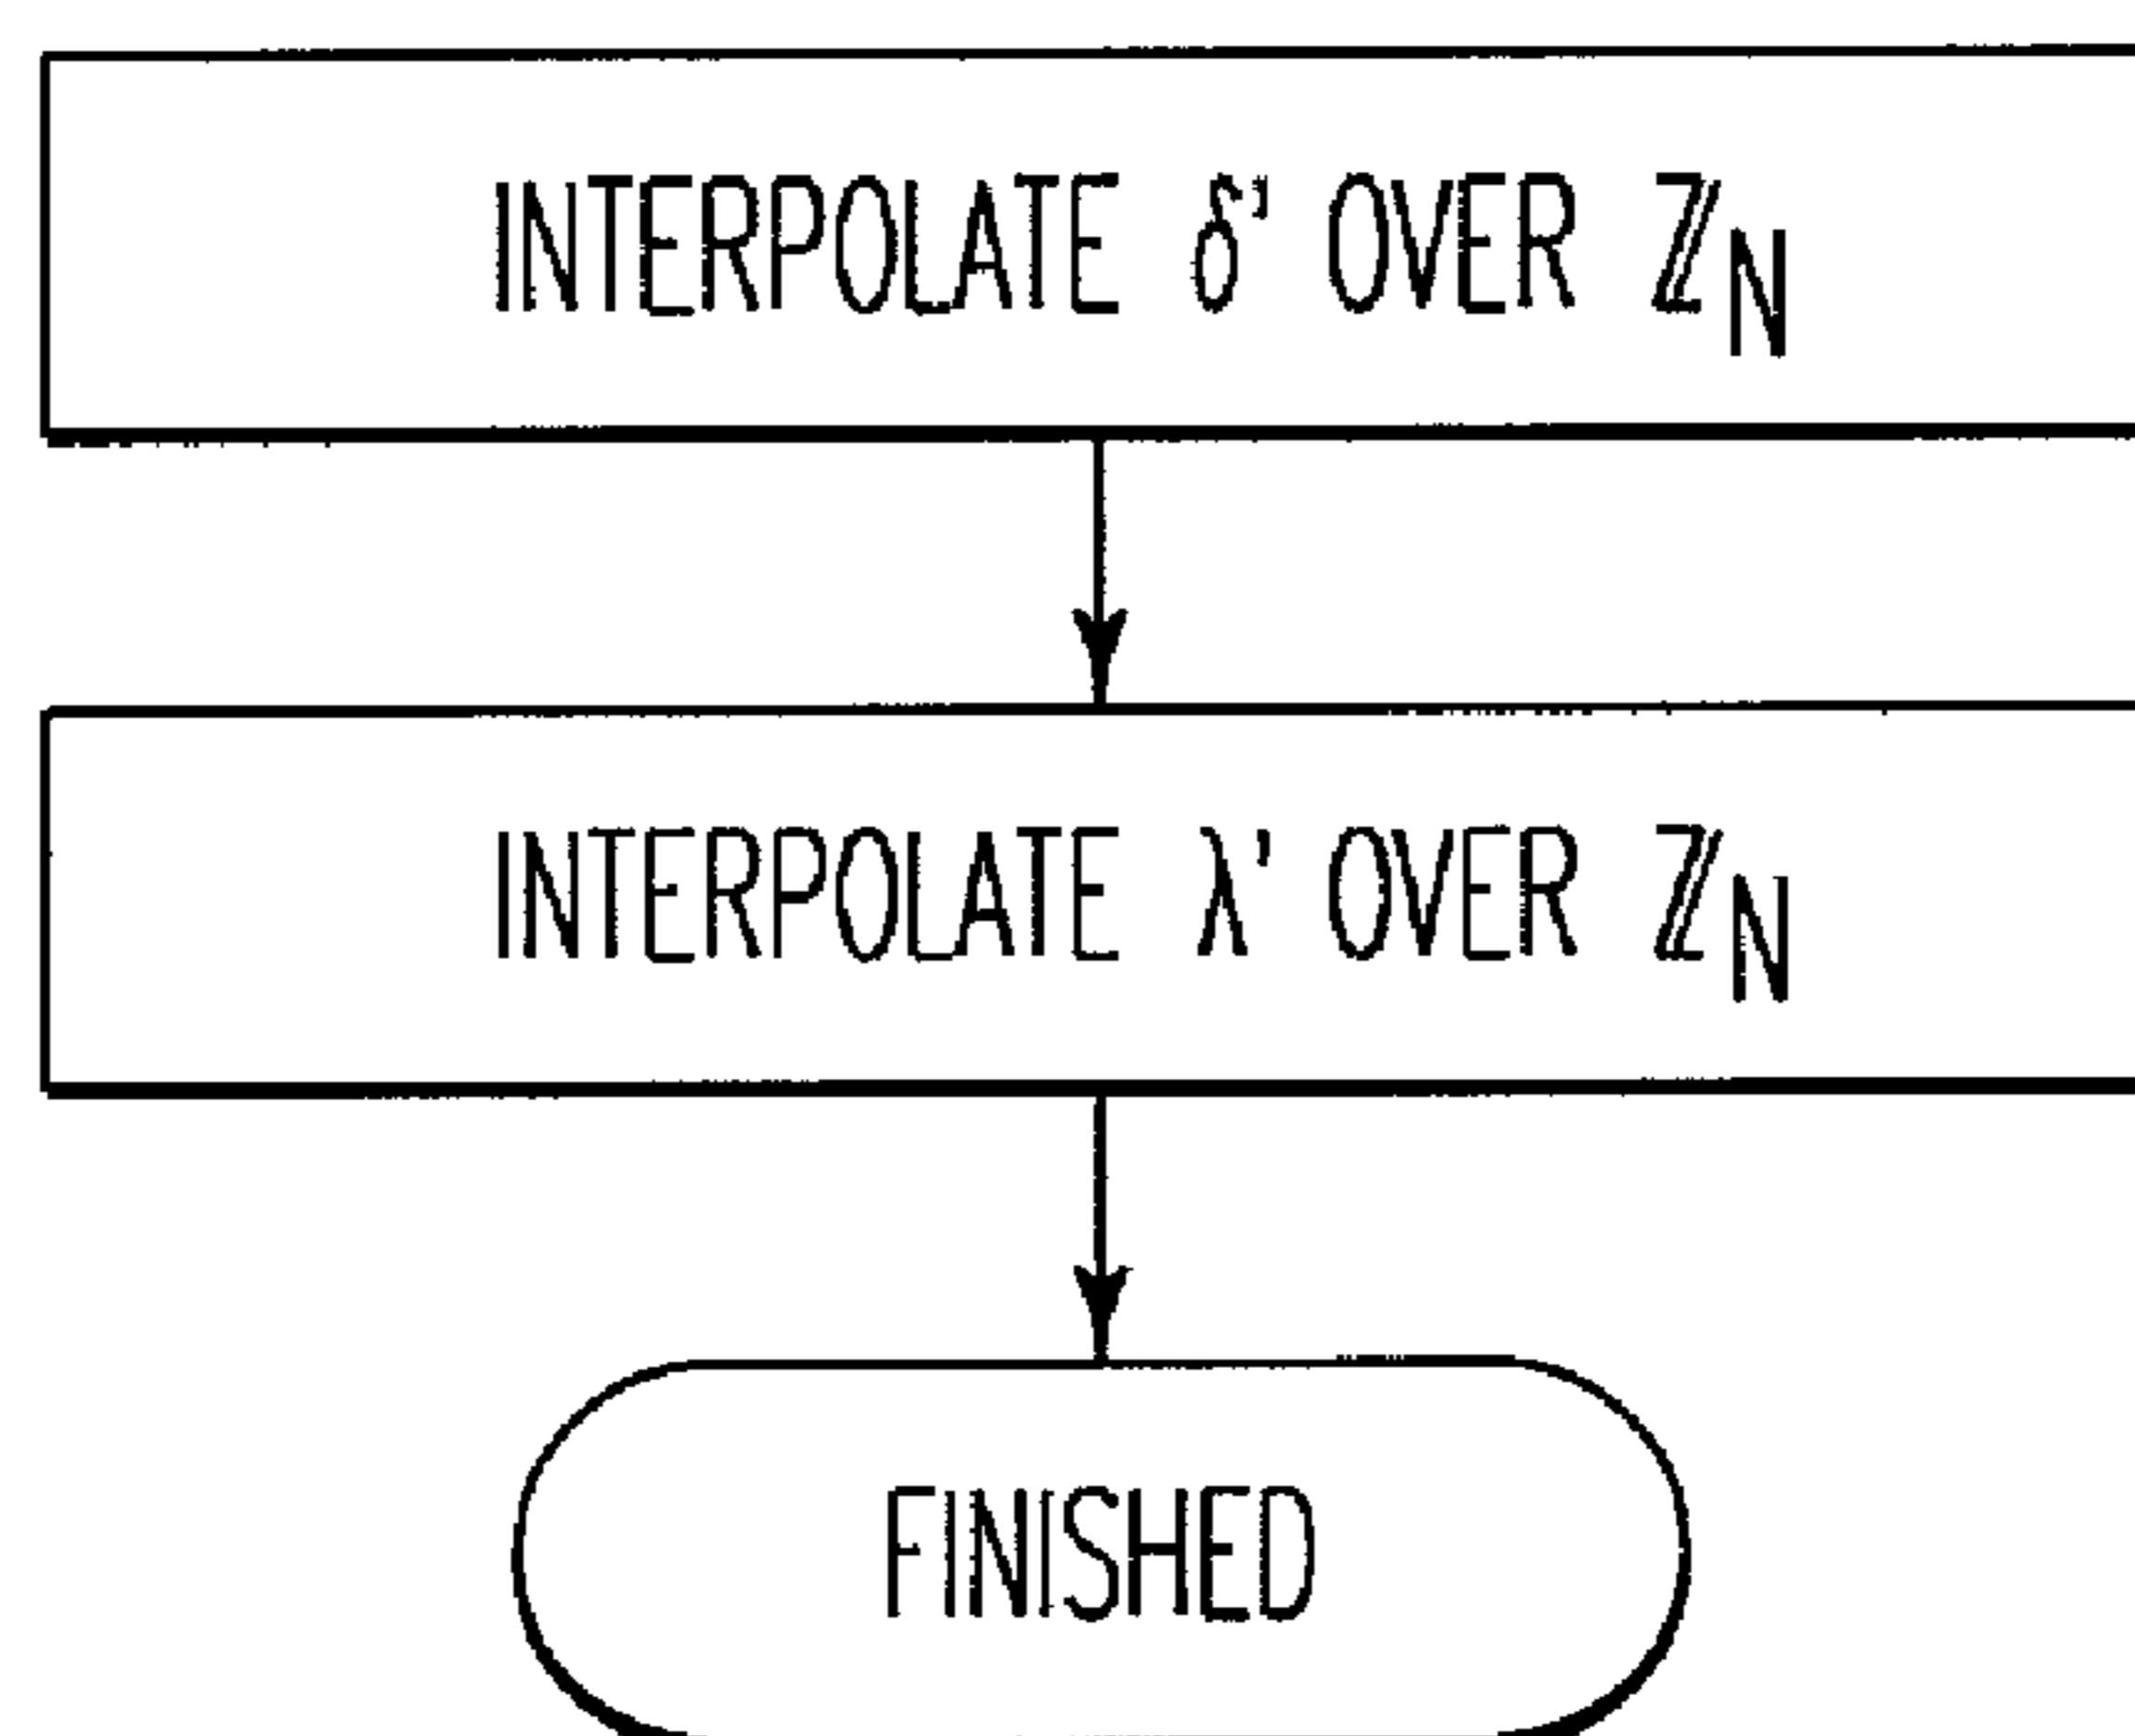 INTERPOLATE δ' OVER ℤN
INTERPOLATE λ' OVER ℤN
FINISHED